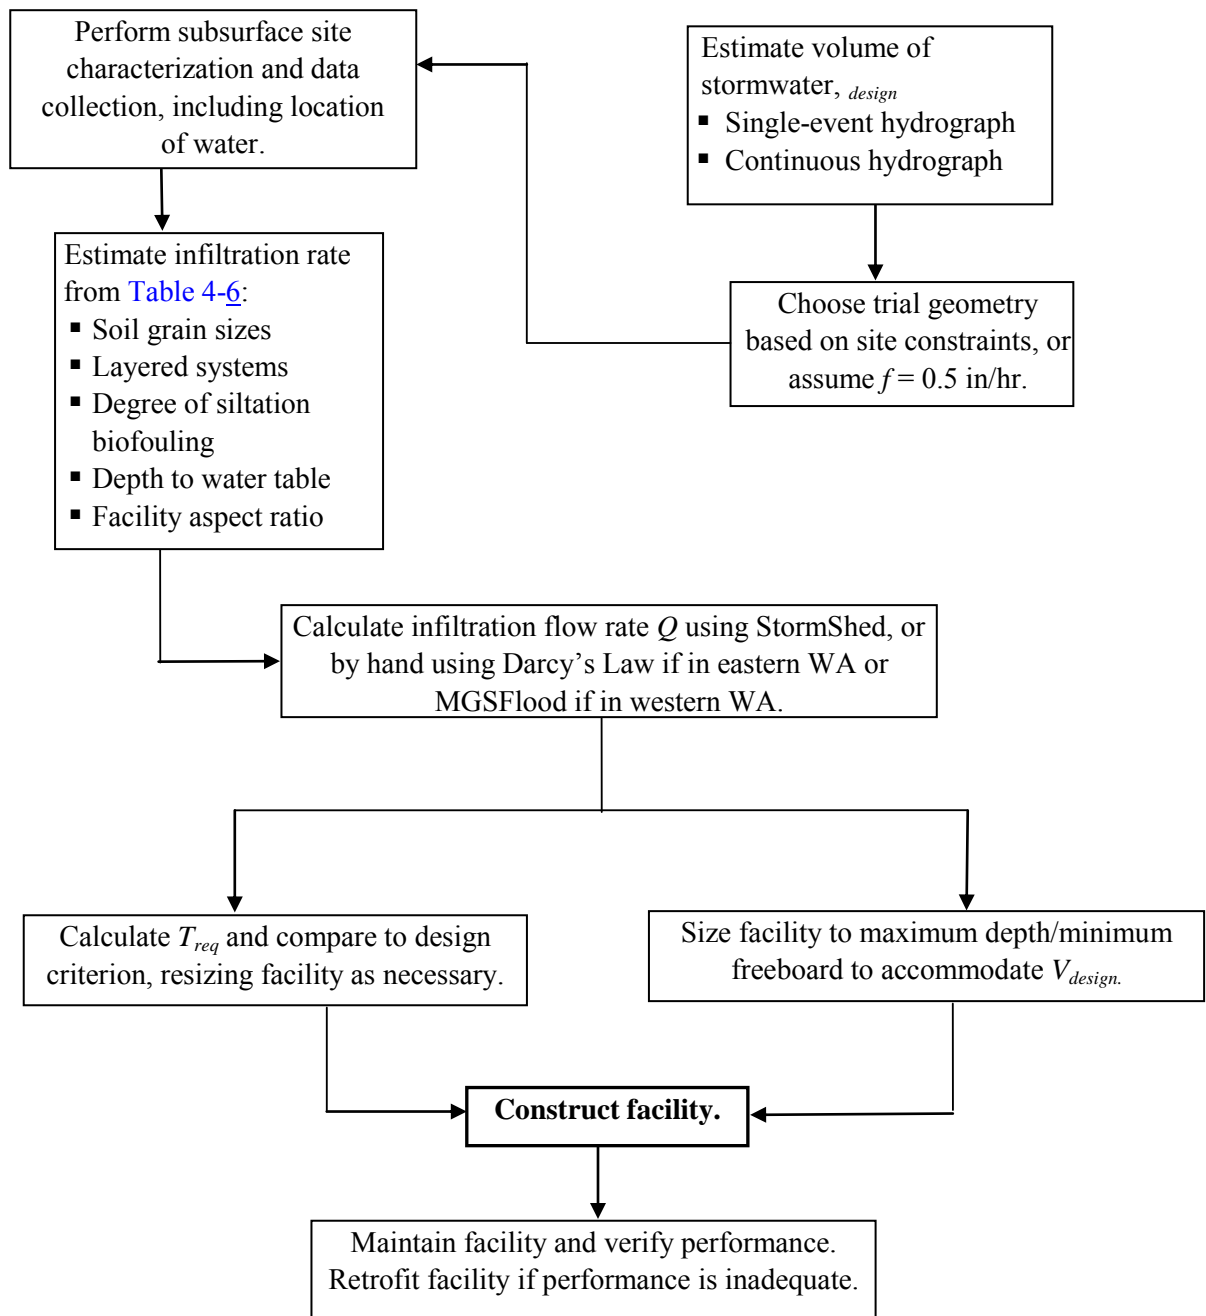 Perform subsurface site
characterization and data
collection, including location
of water.
Estimate volume of
stormwater, design
▪ Single-event hydrograph
▪ Continuous hydrograph
Estimate infiltration rate
from Table 4-6:
▪ Soil grain sizes
▪ Layered systems
▪ Degree of siltation
biofouling
▪ Depth to water table
▪ Facility aspect ratio
Choose trial geometry
based on site constraints, or
assume f = 0.5 in/hr.
Calculate infiltration flow rate Q using StormShed, or
by hand using Darcy’s Law if in eastern WA or
MGSFlood if in western WA.
Calculate Treq and compare to design
criterion, resizing facility as necessary.
Size facility to maximum depth/minimum
freeboard to accommodate Vdesign.
Construct facility.
Maintain facility and verify performance.
Retrofit facility if performance is inadequate.